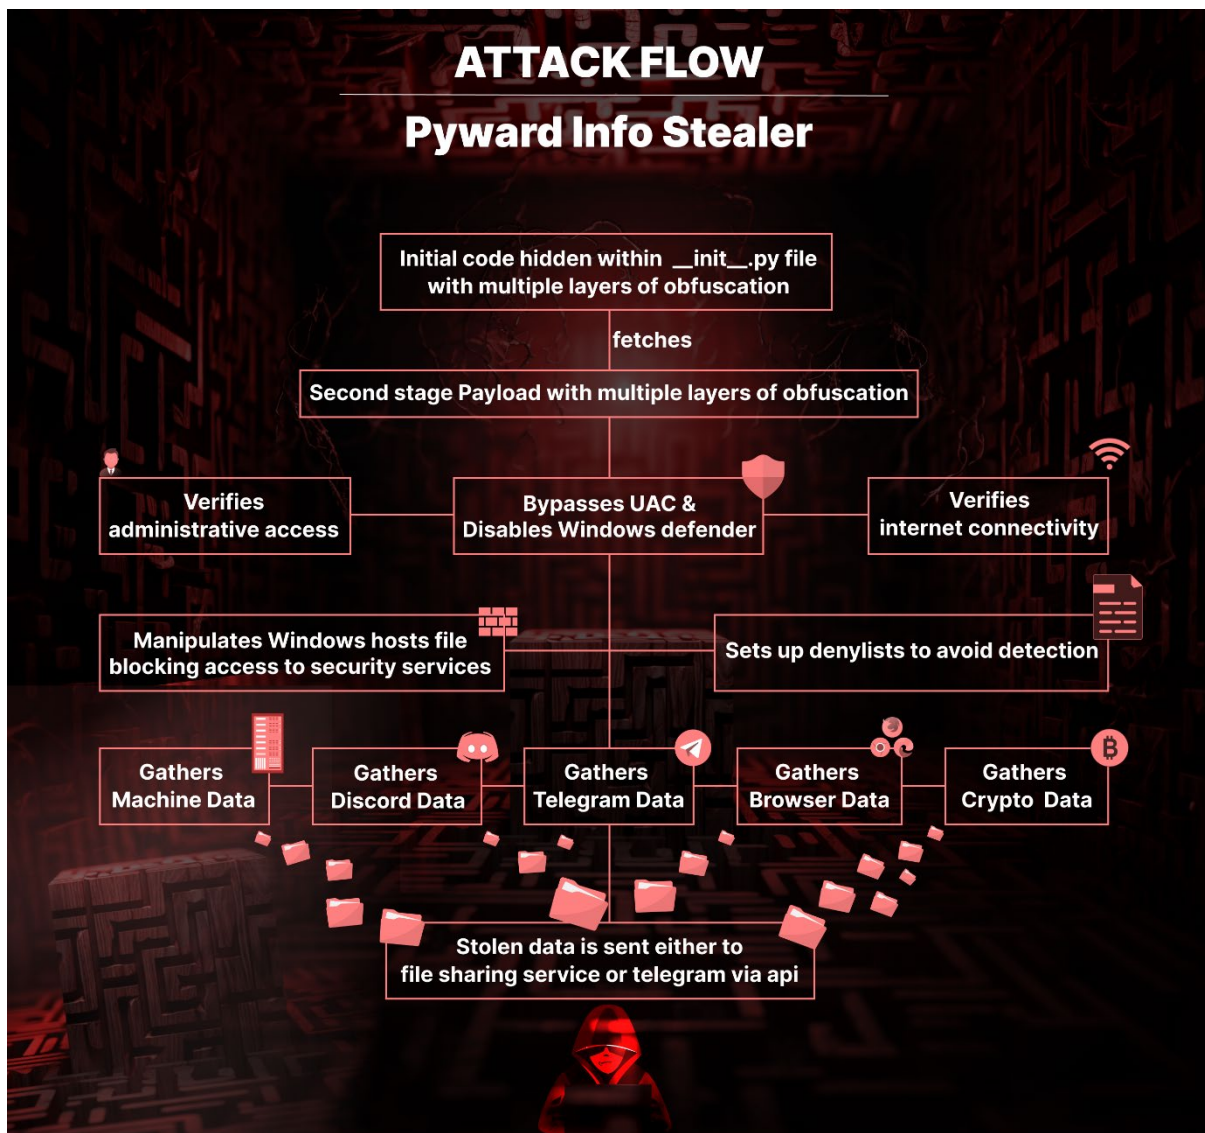 ATTACK FLOW
Pyward Info Stealer
Initial code hidden within __init__.py file
with multiple layers of obfuscation
fetches
Second stage Payload with multiple layers of obfuscation
Verifies
administrative access
Bypasses UAC &
Disables Windows defender
Verifies
internet connectivity
Manipulates Windows hosts file
blocking access to security services
Sets up denylists to avoid detection
Gathers
Machine Data
Gathers
Discord Data
Gathers
Telegram Data
Gathers
Browser Data
Gathers
Crypto Data
Stolen data is sent either to
file sharing service or telegram via api